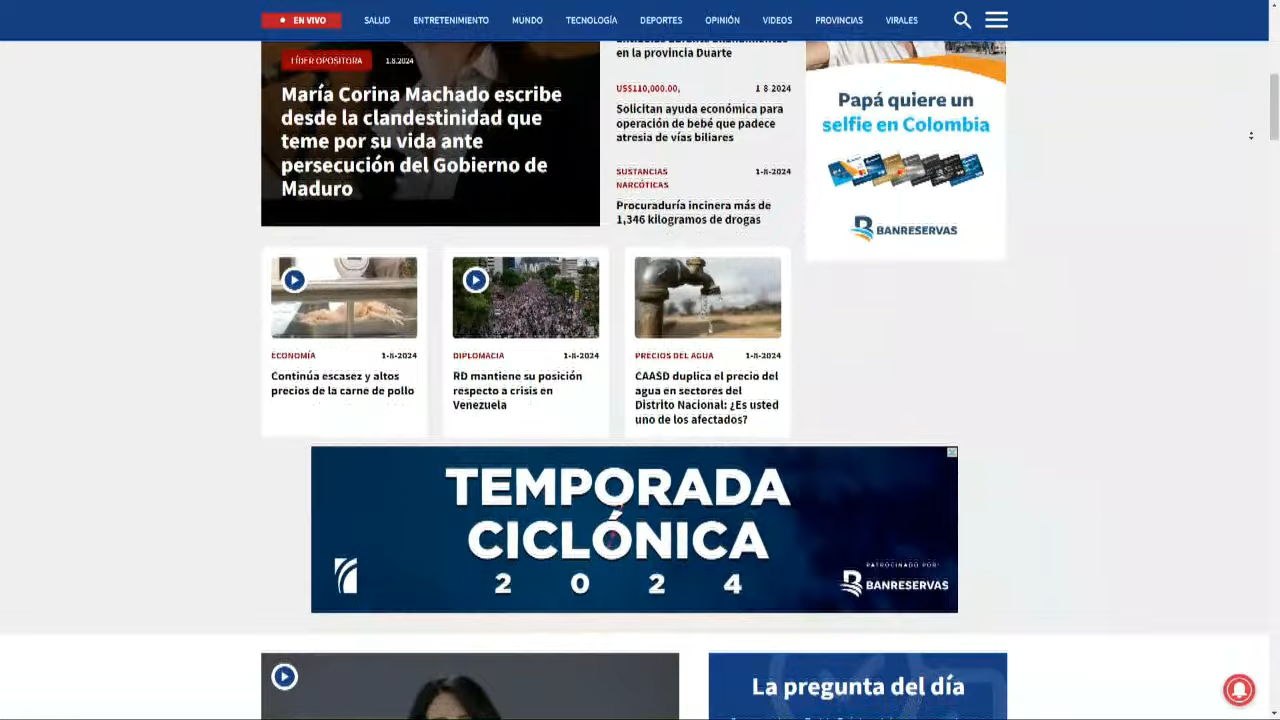 EN VIVO
SALUD
ENTRETENIMIENTO
MUNDO
TECNOLOGÍA
DEPORTES
OPINIÓN
VIDEOS
PROVINCIAS
VIRALES
LÍDER OPOSITORA
1.8.2024
María Corina Machado escribe
desde la clandestinidad que
teme por su vida ante
persecución del Gobierno de
Maduro
en la provincia Duarte
US$110,000.00,
1-8-2024
Solicitan ayuda económica para
operación de bebé que padece
atresia de vías biliares
SUSTANCIAS
NARCÓTICAS
1-8-2024
Procuraduría incinera más de
1,346 kilogramos de drogas
Papá quiere un
selfie en Colombia
BANRESERVAS
ECONOMÍA
1-8-2024
Continúa escasez y altos
precios de la carne de pollo
DIPLOMACIA
1-8-2024
RD mantiene su posición
respecto a crisis en
Venezuela
PRECIOS DEL AGUA
1-8-2024
CAASD duplica el precio del
agua en sectores del
Distrito Nacional: ¿Es usted
uno de los afectados?
TEMPORADA
CICLÓNICA
2 0 2 4
PATROCINADO POR:
BANRESERVAS
La pregunta del día